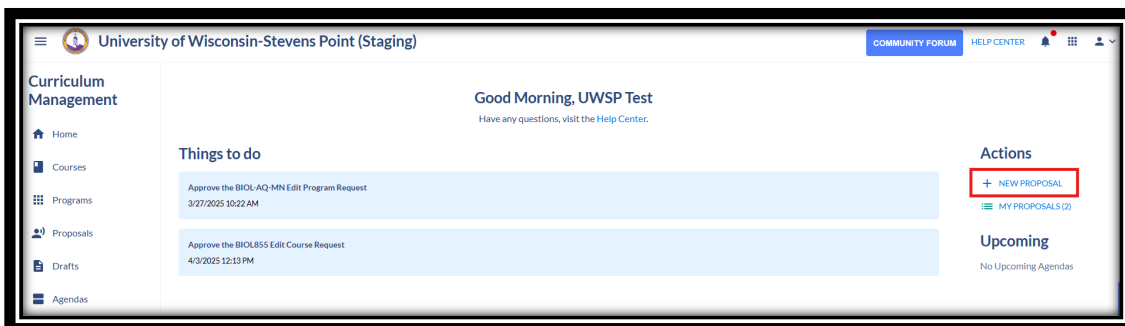 University of Wisconsin-Stevens Point (Staging)
COMMUNITY FORUM
HELP CENTER
Curriculum
Management
Home
Courses
Programs
Proposals
Drafts
Agendas
Good Morning, UWSP Test
Have any questions, visit the Help Center.
Things to do
Approve the BIOL-AQ-MN Edit Program Request
3/27/2025 10:22 AM
Approve the BIOL855 Edit Course Request
4/3/2025 12:13 PM
Actions
+ NEW PROPOSAL
MY PROPOSALS (2)
Upcoming
No Upcoming Agendas